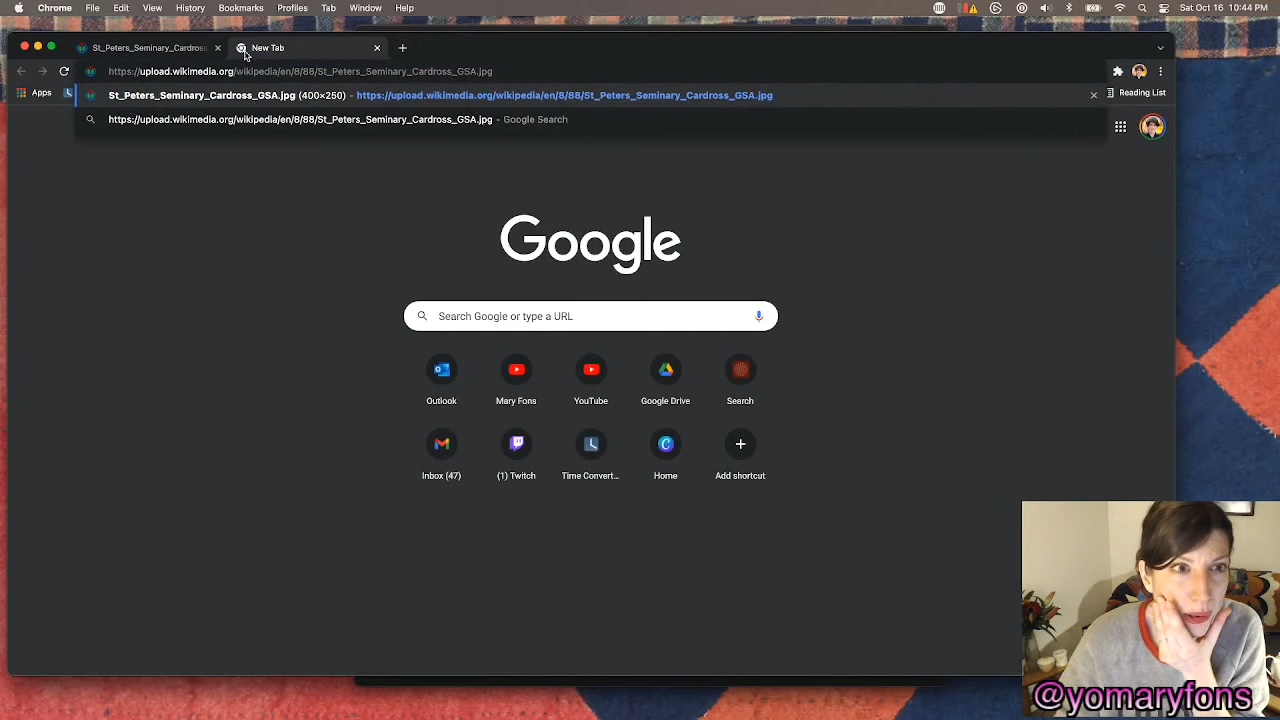 Chrome File Edit View History Bookmarks Profiles Tab Window Help Sat Oct 16 10:44 PM
St_Peters_Seminary_Cardross New Tab
https://upload.wikimedia.org/wikipedia/en/8/88/St_Peters_Seminary_Cardross_GSA.jpg
Apps St_Peters_Seminary_Cardross_GSA.jpg (400×250) – https://upload.wikimedia.org/wikipedia/en/8/88/St_Peters_Seminary_Cardross_GSA.jpg Reading List
https://upload.wikimedia.org/wikipedia/en/8/88/St_Peters_Seminary_Cardross_GSA.jpg - Google Search
Google
Search Google or type a URL
Outlook Mary Fons YouTube Google Drive Search
Inbox (47) (1) Twitch Time Convert... Home Add shortcut
@yomaryfons